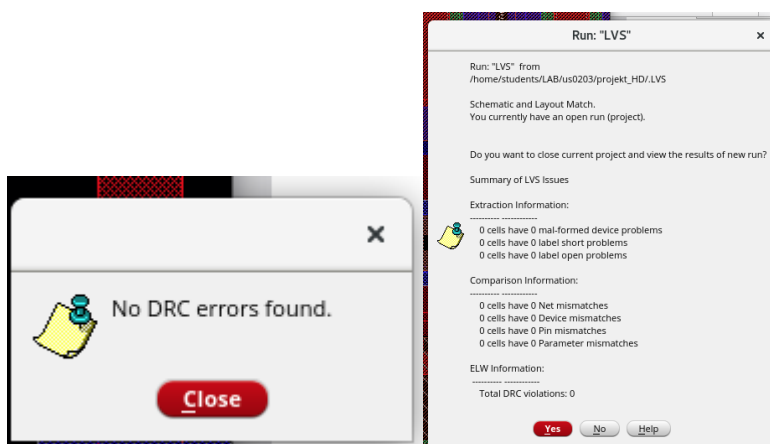 No DRC errors found.
Close
Run: "LVS"
Run: "LVS" from
/home/students/LAB/us0203/projekt_HD/.LVS
Schematic and Layout Match.
You currently have an open run (project).
Do you want to close current project and view the results of new run?
Summary of LVS Issues
Extraction Information:
---------- ------------
0 cells have 0 mal-formed device problems
0 cells have 0 label short problems
0 cells have 0 label open problems
Comparison Information:
---------- ------------
0 cells have 0 Net mismatches
0 cells have 0 Device mismatches
0 cells have 0 Pin mismatches
0 cells have 0 Parameter mismatches
ELW Information:
---------- ------------
Total DRC violations: 0
Yes No Help